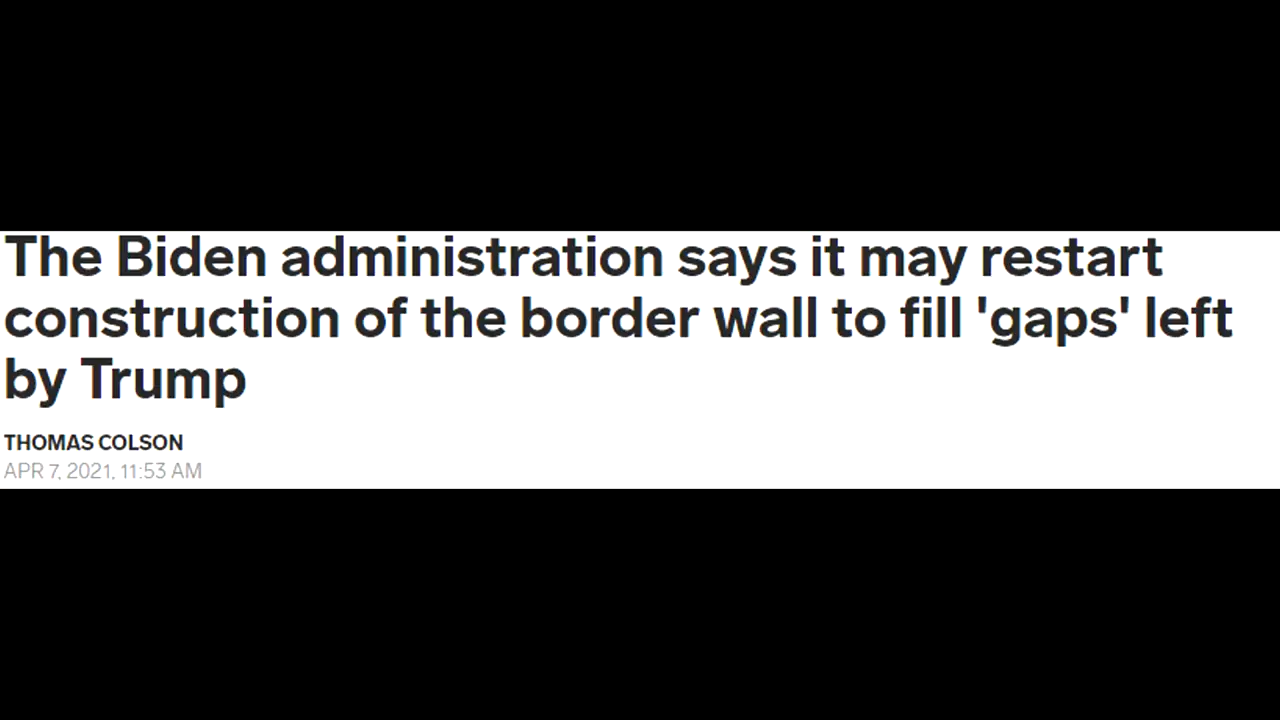 The Biden administration says it may restart
construction of the border wall to fill 'gaps' left
by Trump
THOMAS COLSON
APR 7, 2021, 11:53 AM